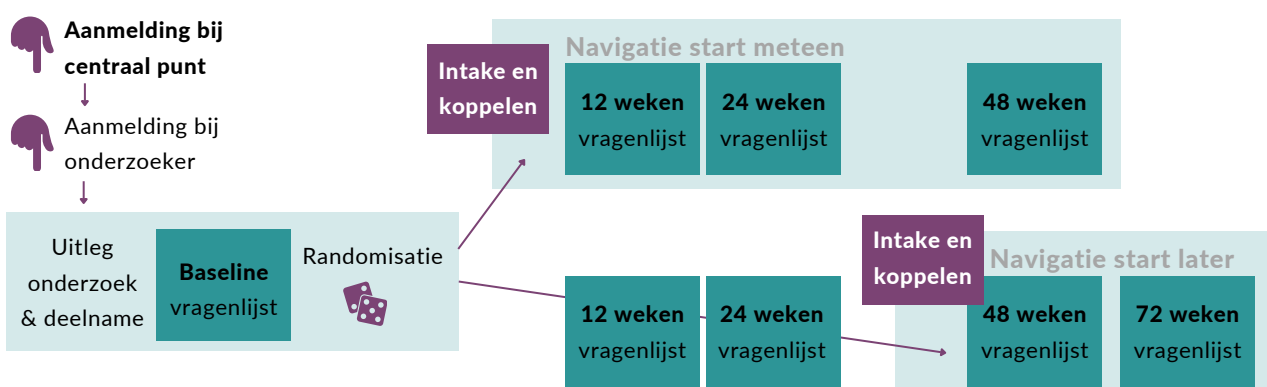 Aanmelding bij
centraal punt
Aanmelding bij
onderzoeker
Uitleg
onderzoek
& deelname
Baseline
vragenlijst
Randomisatie
Intake en
koppelen
Navigatie start meteen
12 weken
vragenlijst
24 weken
vragenlijst
48 weken
vragenlijst
12 weken
vragenlijst
24 weken
vragenlijst
Intake en
koppelen
Navigatie start later
48 weken
vragenlijst
72 weken
vragenlijst